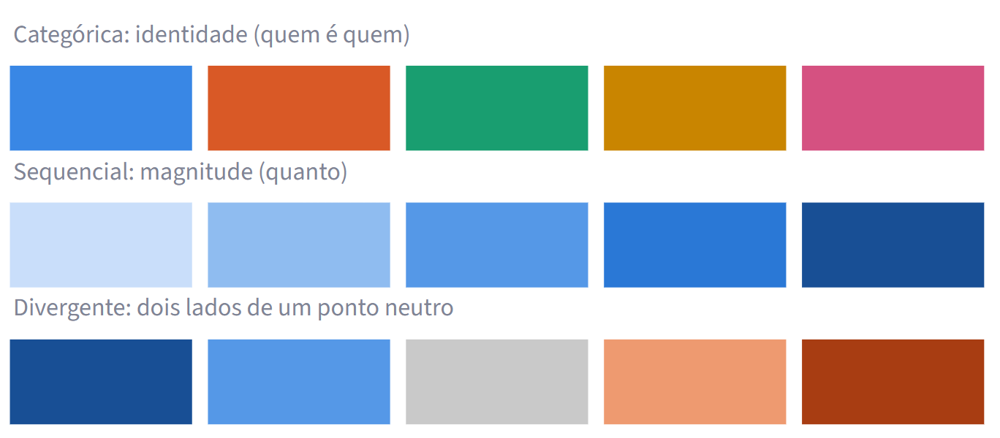 Categórica: identidade (quem é quem)
Sequencial: magnitude (quanto)
Divergente: dois lados de um ponto neutro